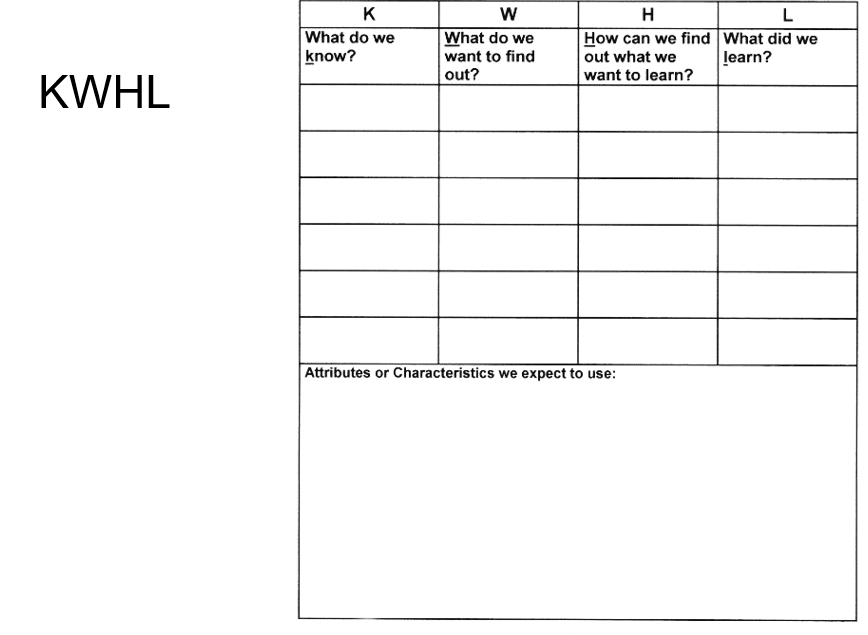 KWHL
K W H L
What do we know?
What do we want to find out?
How can we find out what we want to learn?
What did we learn?
Attributes or Characteristics we expect to use: